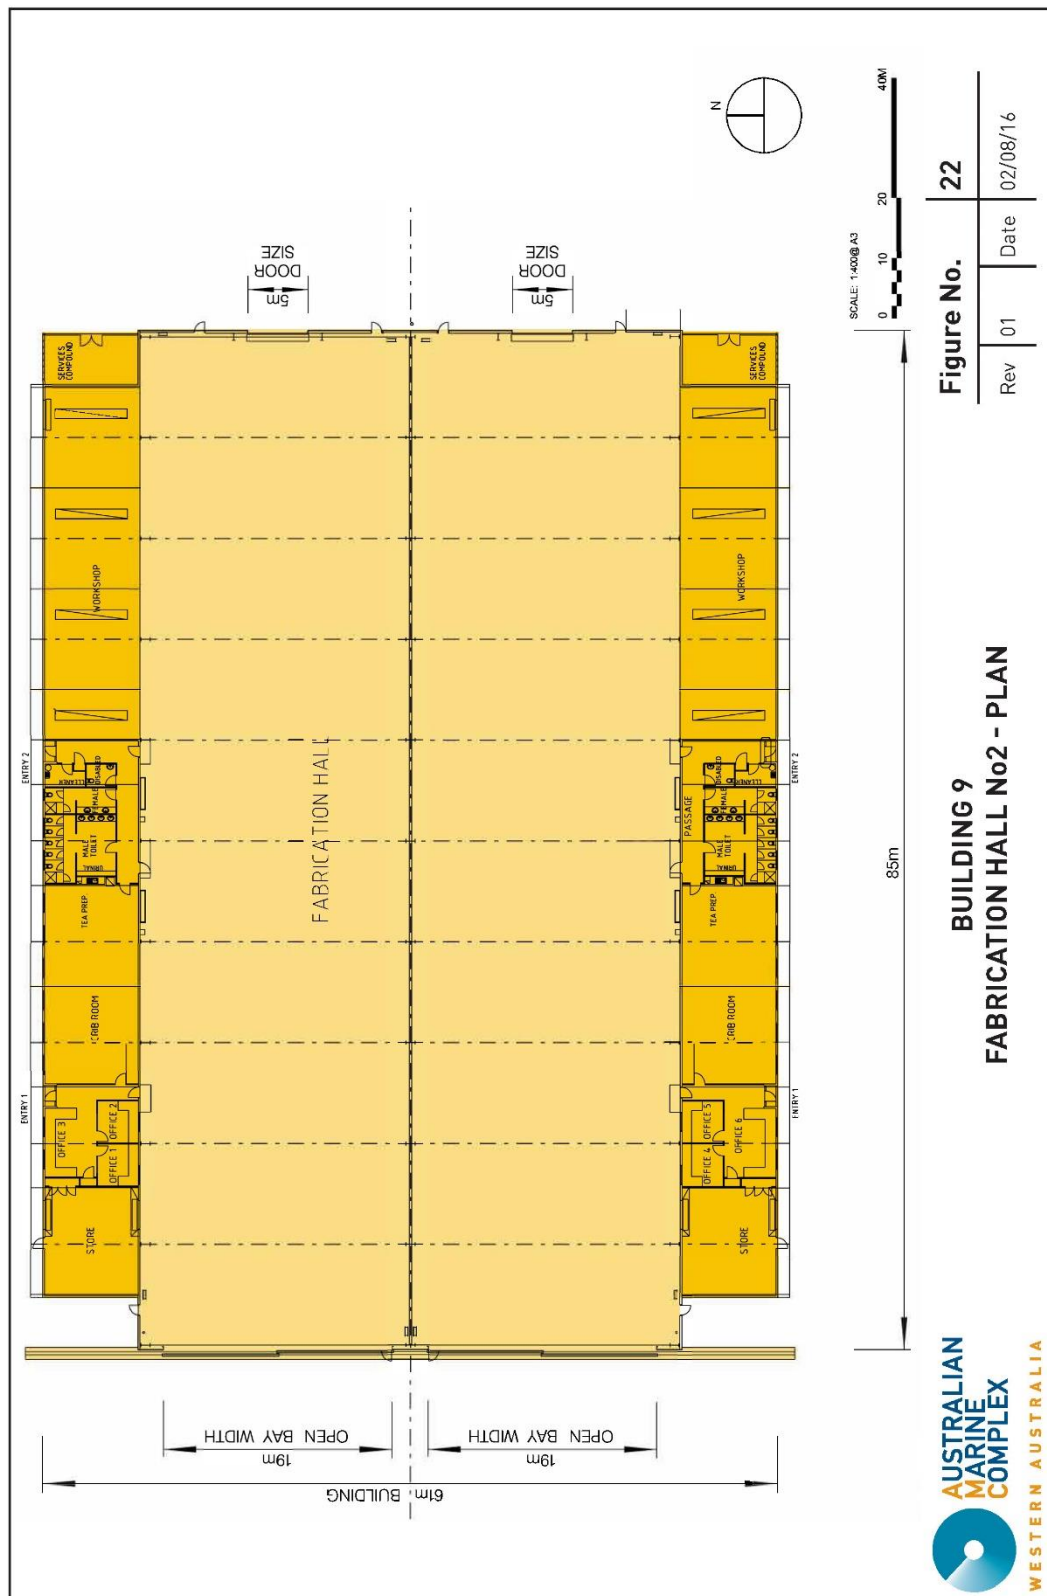 SERVICES
COMPOUND
WORKSHOP
ENTRY 2
CLEANER
DISABLED
FEMALE
MALE
TOILET
URINAL
TEA PREP.
CRIB ROOM
ENTRY 1
OFFICE 3
OFFICE 1
OFFICE 2
STORE
FABRICATION HALL
5m
DOOR
SIZE
5m
DOOR
SIZE
19m
OPEN BAY WIDTH
19m
OPEN BAY WIDTH
61m BUILDING
SERVICES
COMPOUND
WORKSHOP
ENTRY 2
PASSAGE
CLEANER
DISABLED
FEMALE
MALE
TOILET
URINAL
TEA PREP.
CRIB ROOM
ENTRY 1
OFFICE 4
OFFICE 5
OFFICE 6
STORE
85m
N
SCALE: 1:400@ A3
0 10 20 40M
AUSTRALIAN
MARINE
COMPLEX
WESTERN AUSTRALIA
BUILDING 9
FABRICATION HALL No2 - PLAN
Figure No. 22
Rev 01 Date 02/08/16